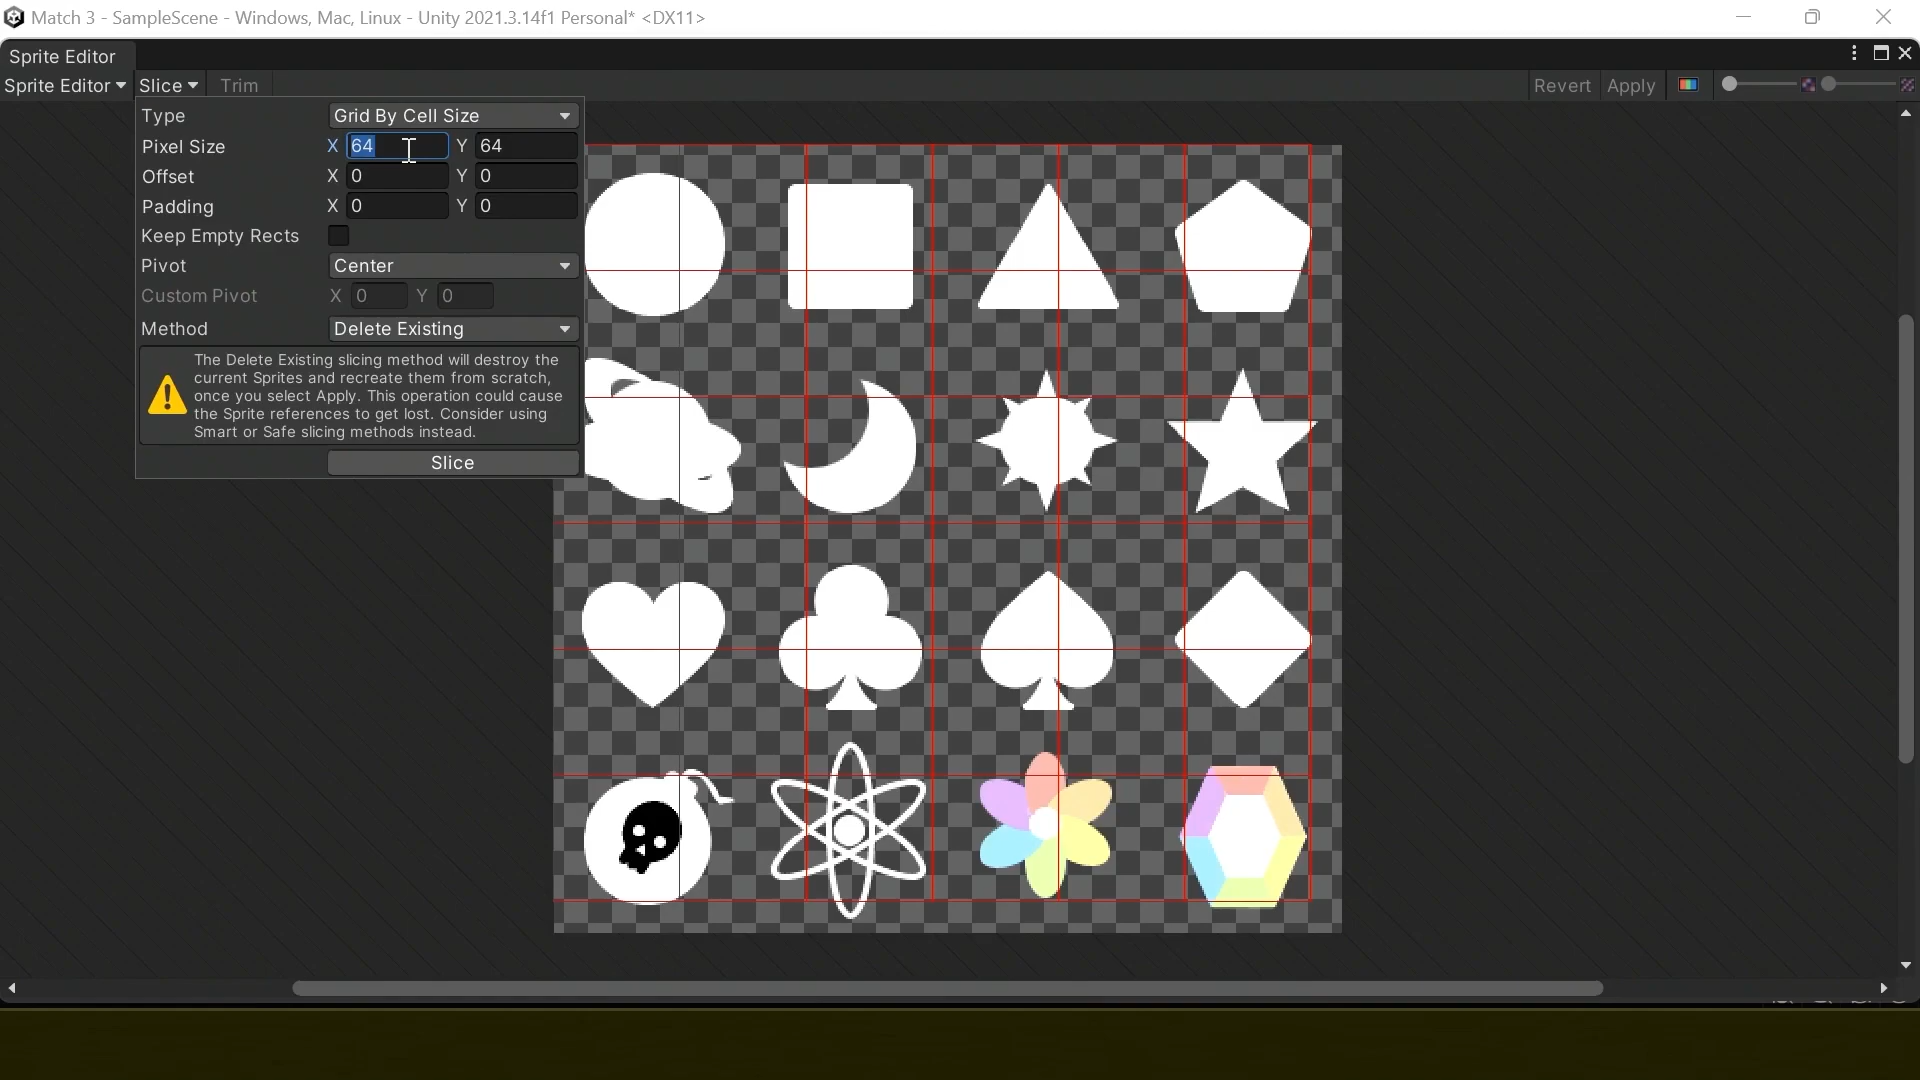 Match 3 - SampleScene - Windows, Mac, Linux - Unity 2021.3.14f1 Personal* <DX11>
Sprite Editor
Sprite Editor Slice Trim Revert Apply
Type Grid By Cell Size
Pixel Size X 64 Y 64
Offset X 0 Y 0
Padding X 0 Y 0
Keep Empty Rects
Pivot Center
Custom Pivot X 0 Y 0
Method Delete Existing
The Delete Existing slicing method will destroy the
current Sprites and recreate them from scratch,
once you select Apply. This operation could cause
the Sprite references to get lost. Consider using
Smart or Safe slicing methods instead.
Slice